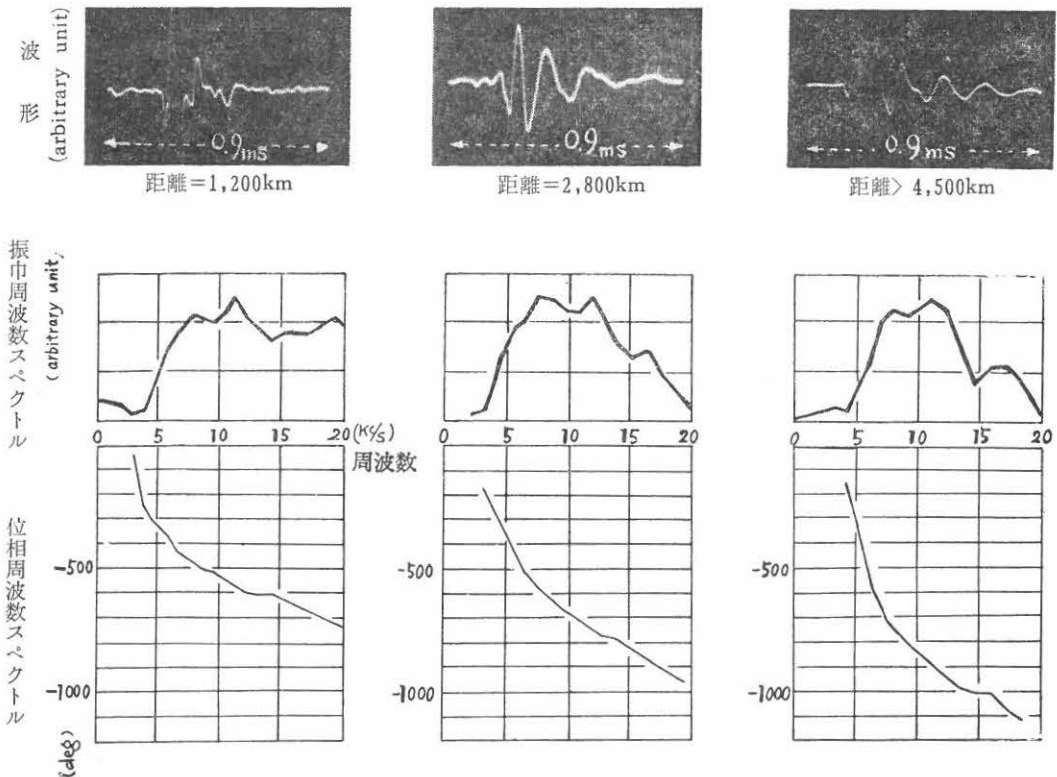 波形
(arbitrary unit)
0.9ms
0.9ms
0.9ms
距離=1,200km
距離=2,800km
距離> 4,500km
振巾周波数スペクトル
(arbitrary unit)
0 5 10 15 20 (Kc/s)
周波数
0 5 10 15 20
0 5 10 15 20
位相周波数スペクトル
-500
-1000
(deg)
-500
-1000
-500
-1000